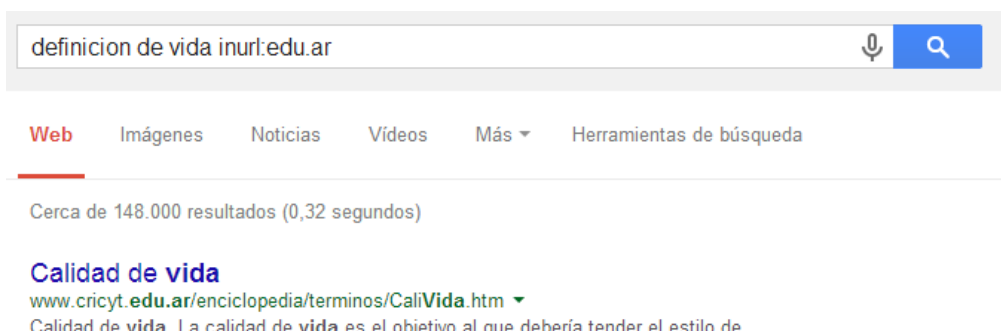 definicion de vida inurl:edu.ar
Web Imágenes Noticias Vídeos Más Herramientas de búsqueda
Cerca de 148.000 resultados (0,32 segundos)
Calidad de vida
www.cricyt.edu.ar/enciclopedia/terminos/CaliVida.htm
Calidad de vida. La calidad de vida es el objetivo al que debería tender el estilo de